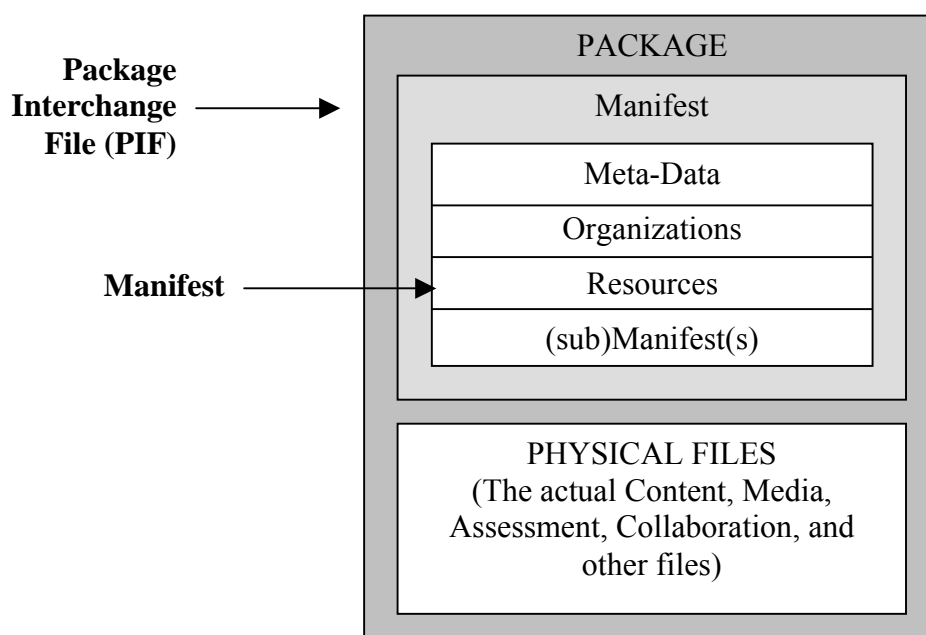 PACKAGE
Package
Interchange
File (PIF)
Manifest
Meta-Data
Organizations
Manifest
Resources
(sub)Manifest(s)
PHYSICAL FILES
(The actual Content, Media,
Assessment, Collaboration, and
other files)